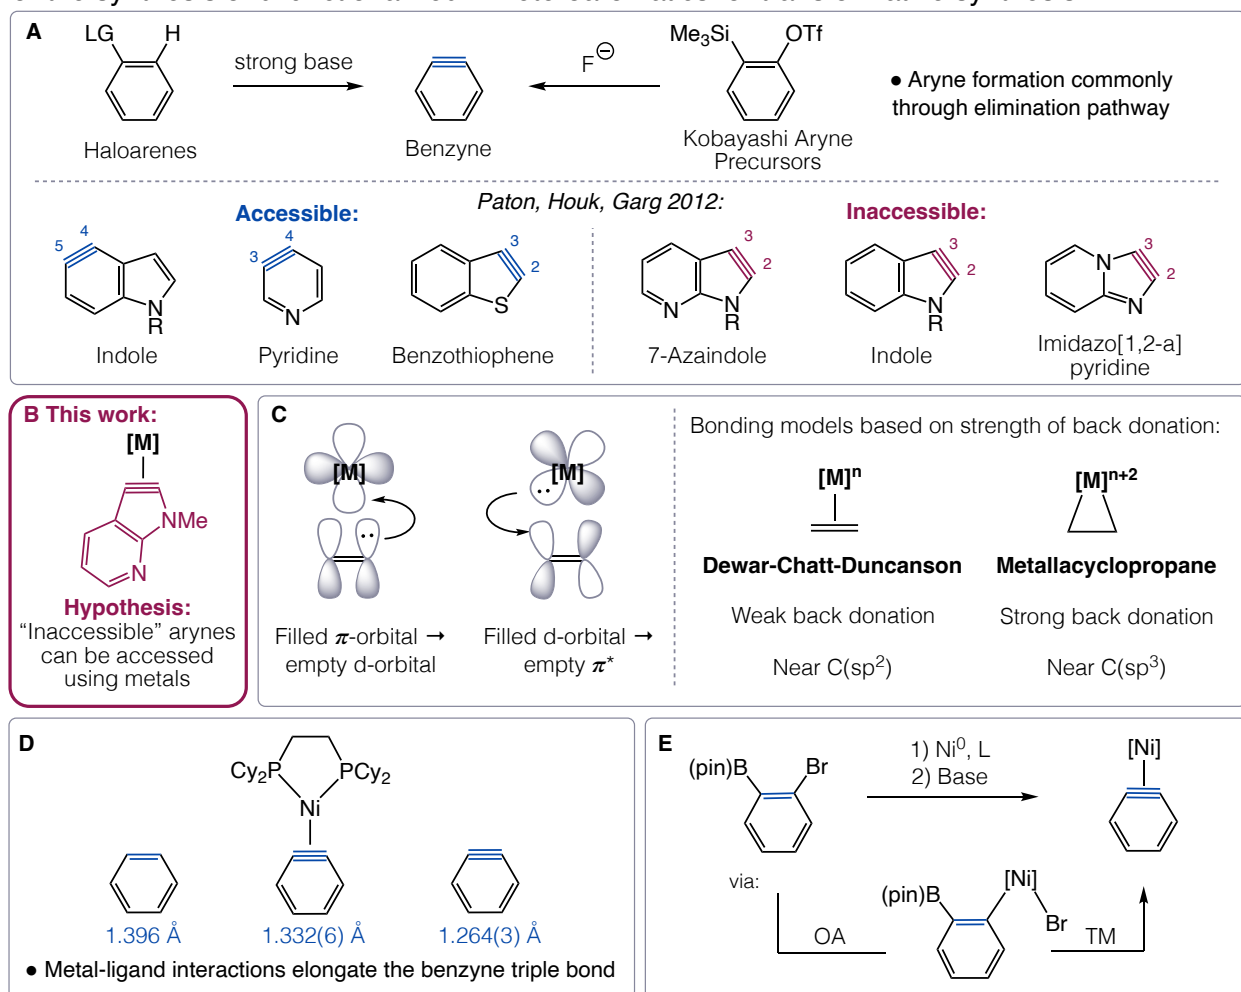 A
LG
H
strong base
Haloarenes
Benzyne
F⊖
Me3Si
OTf
Kobayashi Aryne
Precursors
● Aryne formation commonly
through elimination pathway
Paton, Houk, Garg 2012:
Accessible:
Inaccessible:
5
4
N
R
Indole
3
4
N
Pyridine
3
2
S
Benzothiophene
3
2
N
N
R
7-Azaindole
3
2
N
R
Indole
3
2
N
N
Imidazo[1,2-a]
pyridine
B This work:
[M]
NMe
N
Hypothesis:
“Inaccessible” arynes
can be accessed
using metals
C
[M]
Filled π-orbital →
empty d-orbital
[M]
Filled d-orbital →
empty π*
Bonding models based on strength of back donation:
[M]n
Dewar-Chatt-Duncanson
Weak back donation
Near C(sp2)
[M]n+2
Metallacyclopropane
Strong back donation
Near C(sp3)
D
Cy2P
PCy2
Ni
1.396 Å
1.332(6) Å
1.264(3) Å
● Metal-ligand interactions elongate the benzyne triple bond
E
(pin)B
Br
1) Ni0, L
2) Base
[Ni]
via:
OA
(pin)B
[Ni]
Br
TM